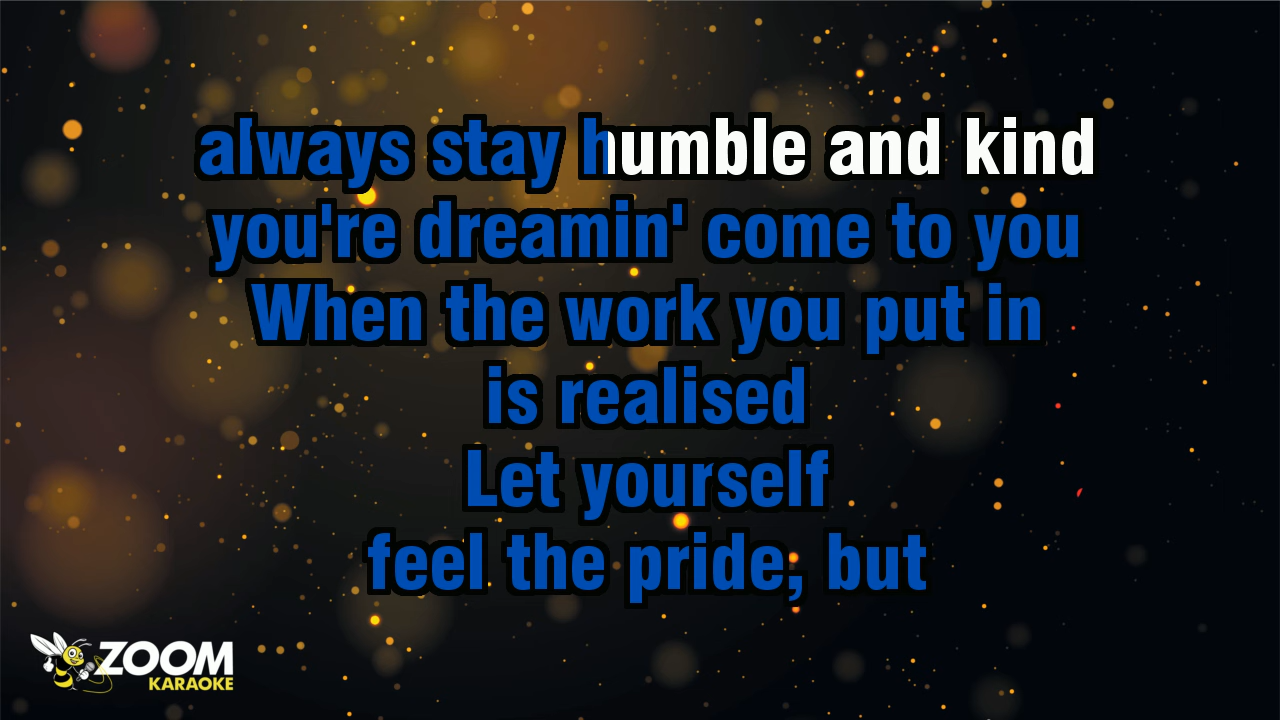 always stay humble and kind
you're dreamin' come to you
When the work you put in
is realised
Let yourself
feel the pride, but
ZOOM
KARAOKE